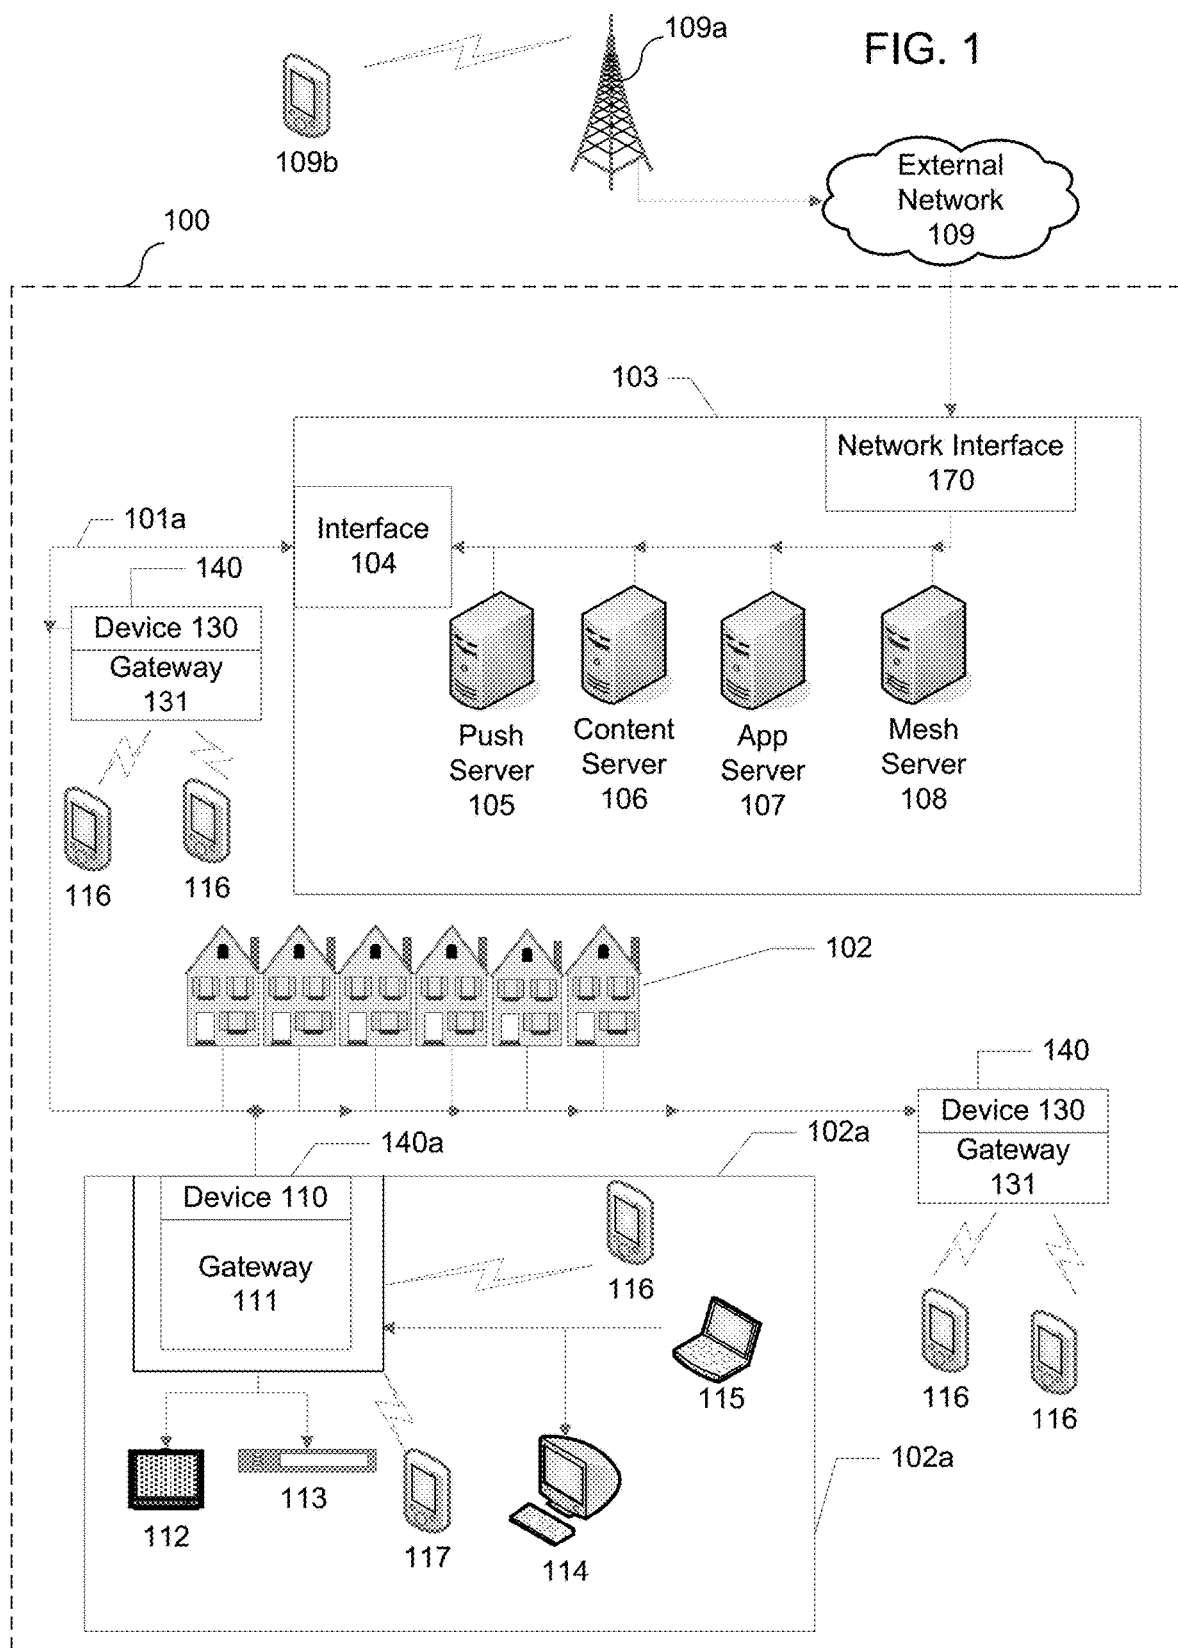 109a
FIG. 1
109b
External
Network
109
100
103
Network Interface
170
101a
Interface
104
140
Device 130
Gateway
131
Push
Server
105
Content
Server
106
App
Server
107
Mesh
Server
108
116
116
102
140
Device 130
Gateway
131
140a
102a
Device 110
Gateway
111
116
115
116
116
102a
112
113
117
114